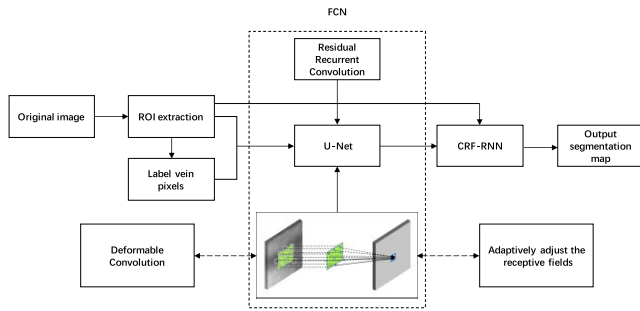 FCN
Residual
Recurrent
Convolution
Original image
ROI extraction
U-Net
CRF-RNN
Output
segmentation
map
Label vein
pixels
Deformable
Convolution
Adaptively adjust the
receptive fields